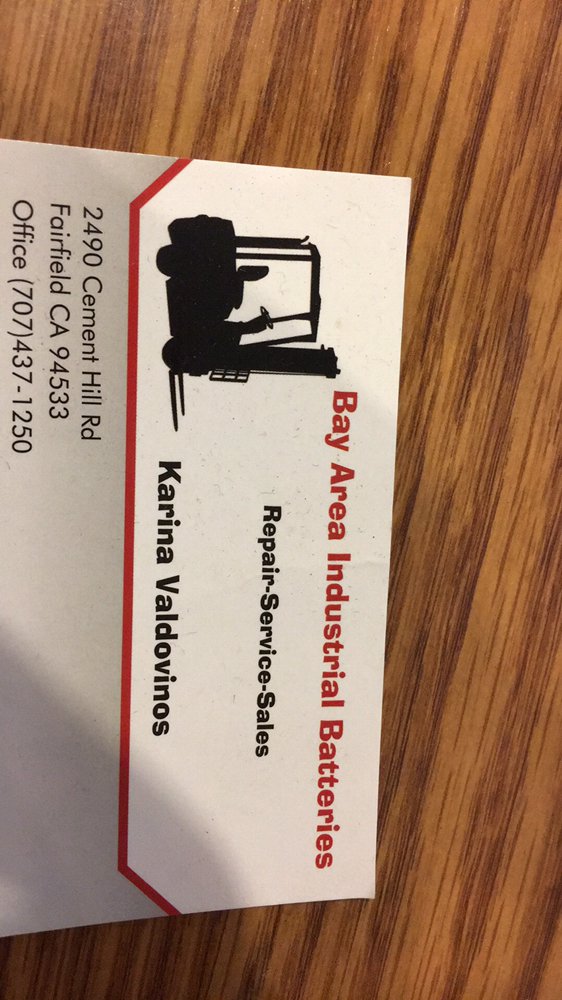 Bay Area Industrial Batteries
Repair-Service-Sales
Karina Valdovinos
2490 Cement Hill Rd
Fairfield CA 94533
Office (707)437-1250